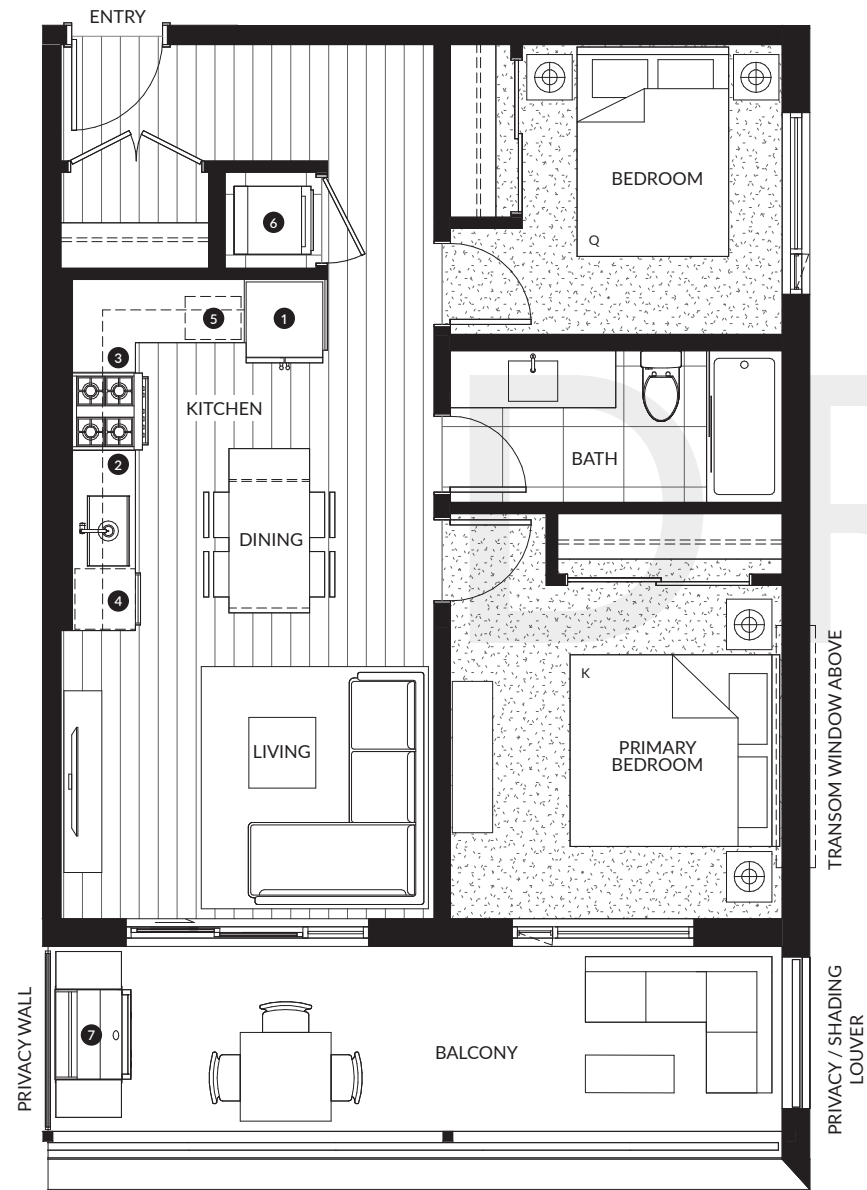 ENTRY
BEDROOM
Q
6
5
1
3
KITCHEN
2
BATH
DINING
4
K
LIVING
PRIMARY
BEDROOM
TRANSOM WINDOW ABOVE
PRIVACY WALL
7
BALCONY
PRIVACY / SHADING
LOUVER